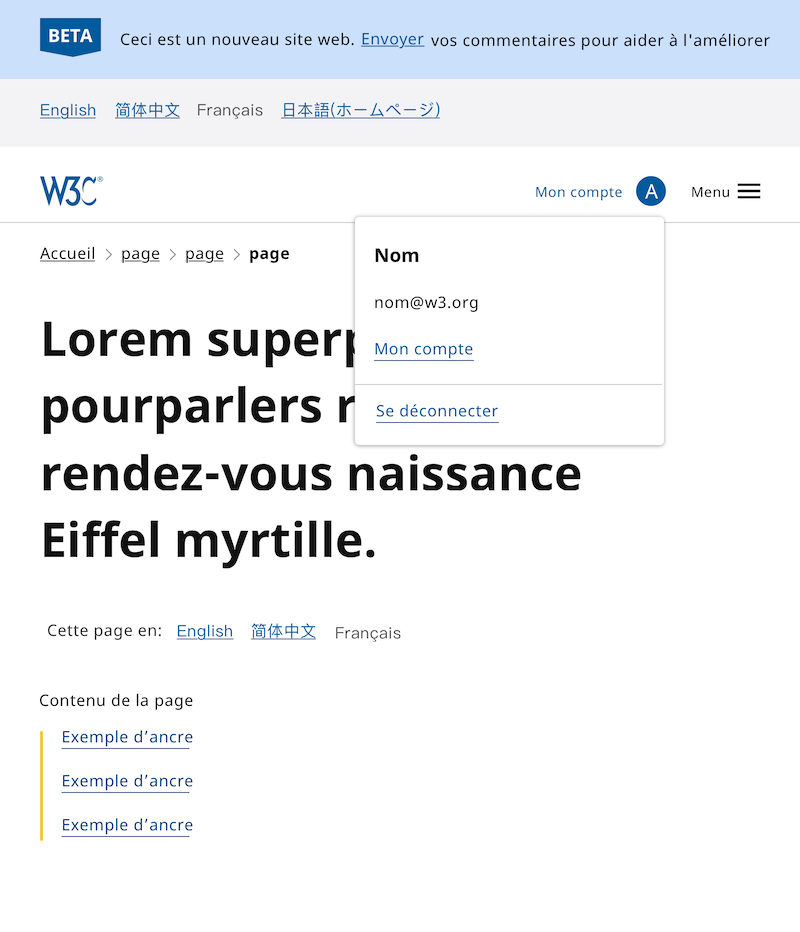 BETA Ceci est un nouveau site web. Envoyer vos commentaires pour aider à l'améliorer
English 简体中文 Français 日本語(ホームページ)
W3C® Mon compte A Menu
Accueil page page page
Nom
nom@w3.org
Mon compte
Se déconnecter
Lorem
pourparlers
rendez-vous naissance
Eiffel myrtille.
Cette page en: English 简体中文 Français
Contenu de la page
Exemple d’ancre
Exemple d’ancre
Exemple d’ancre